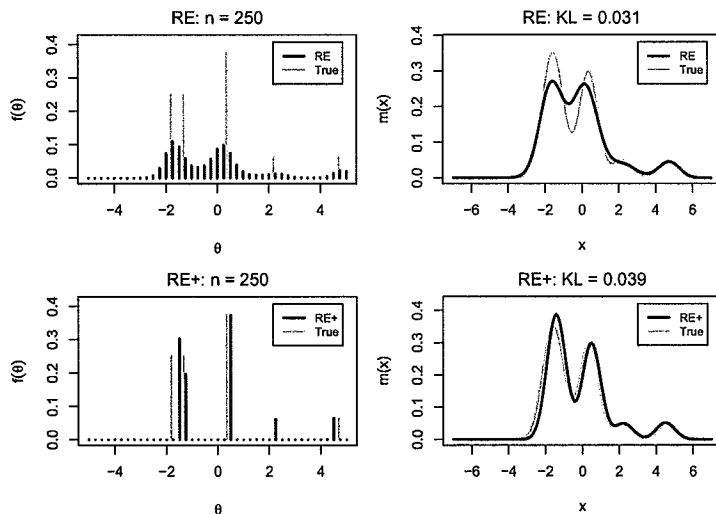 RE: n = 250
f(θ)
0.4
0.3
0.2
0.1
0.0
RE
True
−4
−2
0
2
4
θ
RE: KL = 0.031
m(x)
0.4
0.3
0.2
0.1
0.0
RE
True
−6
−4
−2
0
2
4
6
x
RE+: n = 250
f(θ)
0.4
0.3
0.2
0.1
0.0
RE+
True
−4
−2
0
2
4
θ
RE+: KL = 0.039
m(x)
0.4
0.3
0.2
0.1
0.0
RE+
True
−6
−4
−2
0
2
4
6
x